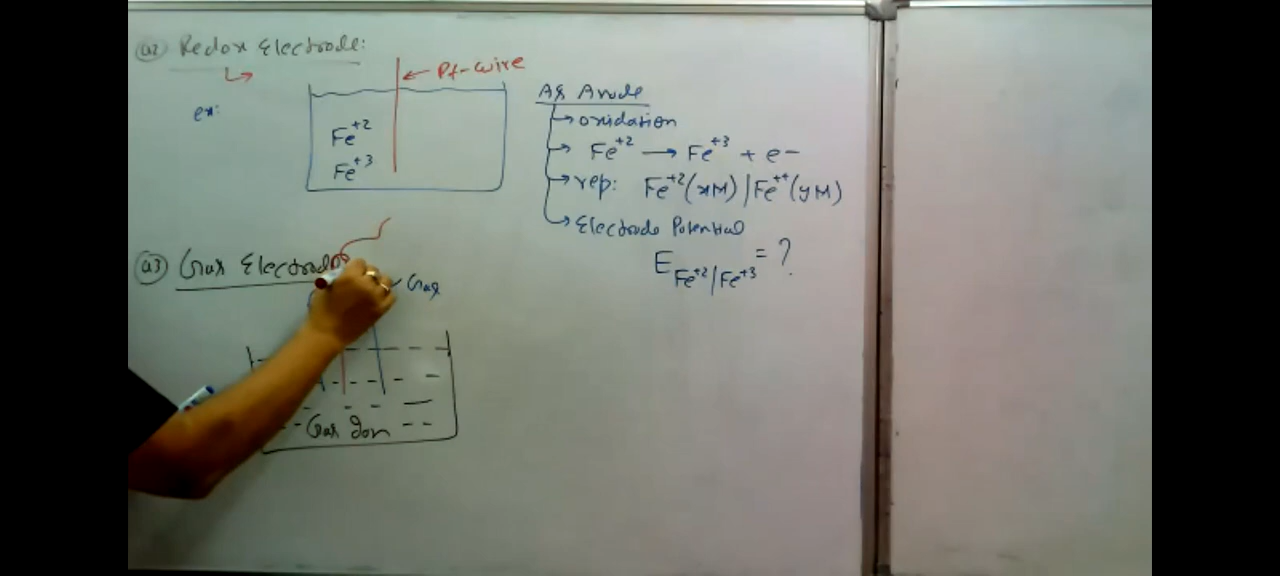 (a2) Redox Electrode:
Pt-wire
ex:
Fe+2
Fe+3
As Anode
oxidation
Fe+2 → Fe+3 + e-
rep: Fe+2(xM) | Fe++(yM)
Electrode Potential
E Fe+2/Fe+3 = ?
(a3) Gas Electrode
Gas
Gas Ion